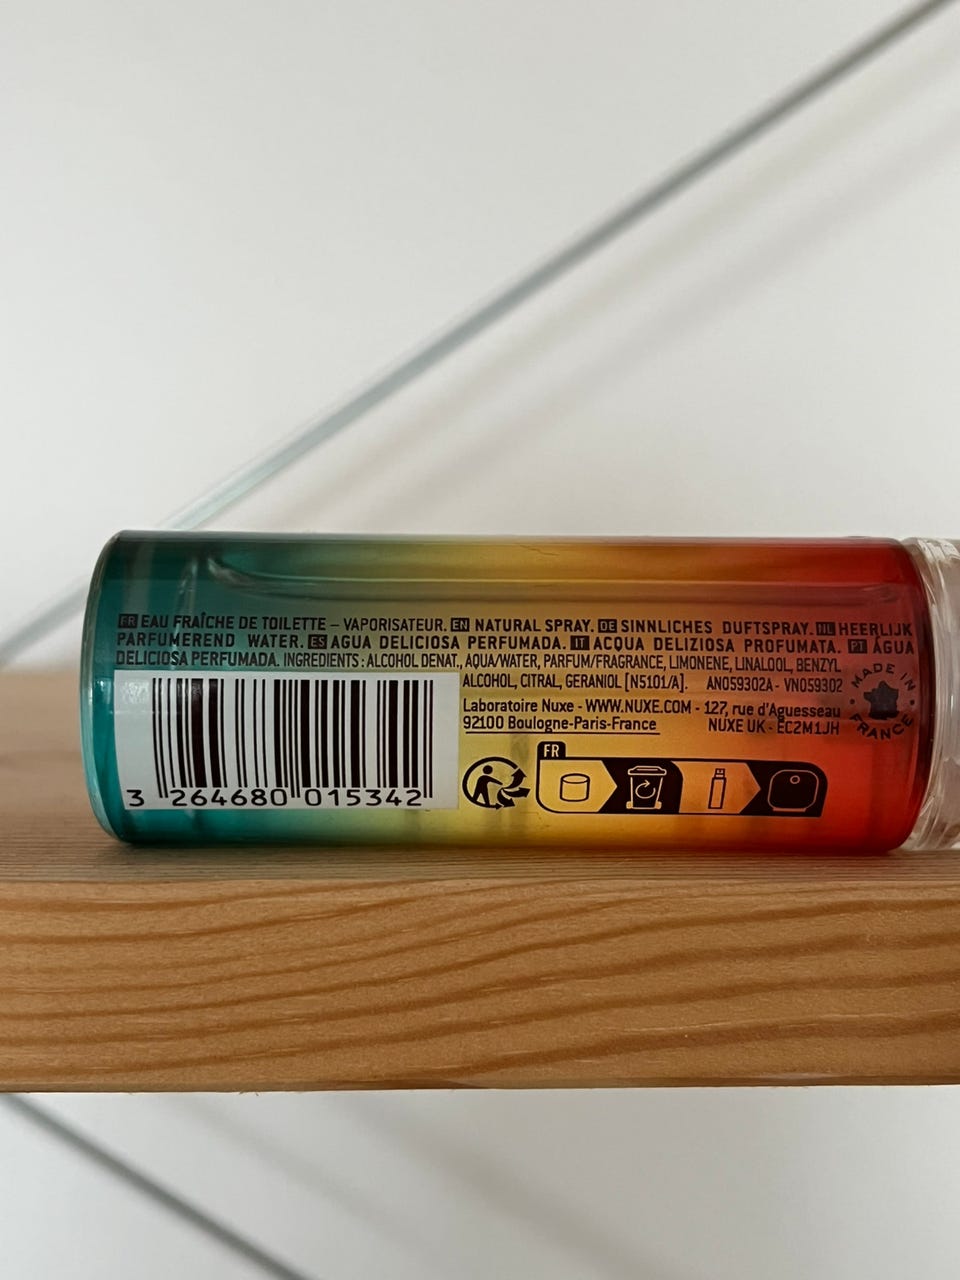 FR EAU FRAÎCHE DE TOILETTE – VAPORISATEUR. EN NATURAL SPRAY. DE SINNLICHES DUFTSPRAY. NL HEERLIJK
PARFUMEREND WATER. ES AGUA DELICIOSA PERFUMADA. IT ACQUA DELIZIOSA PROFUMATA. PT ÁGUA
DELICIOSA PERFUMADA. INGREDIENTS : ALCOHOL DENAT., AQUA/WATER, PARFUM/FRAGRANCE, LIMONENE, LINALOOL, BENZYL
ALCOHOL, CITRAL, GERANIOL [N5101/A]. AN059302A - VN059302
Laboratoire Nuxe - WWW.NUXE.COM - 127, rue d'Aguesseau
92100 Boulogne-Paris-France NUXE UK - EC2M1JH
MADE IN
FRANCE
FR
3 264680 015342